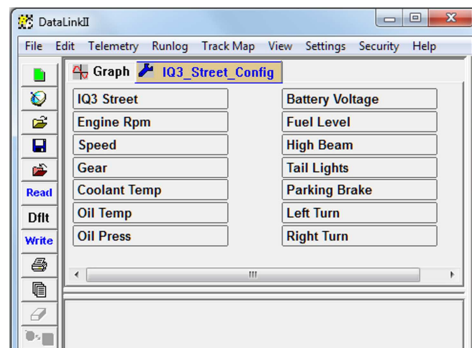 DataLinkII
File Edit Telemetry Runlog Track Map View Settings Security Help
Graph IQ3_Street_Config
IQ3 Street Battery Voltage
Engine Rpm Fuel Level
Speed High Beam
Gear Tail Lights
Coolant Temp Parking Brake
Oil Temp Left Turn
Oil Press Right Turn
Read
Dflt
Write